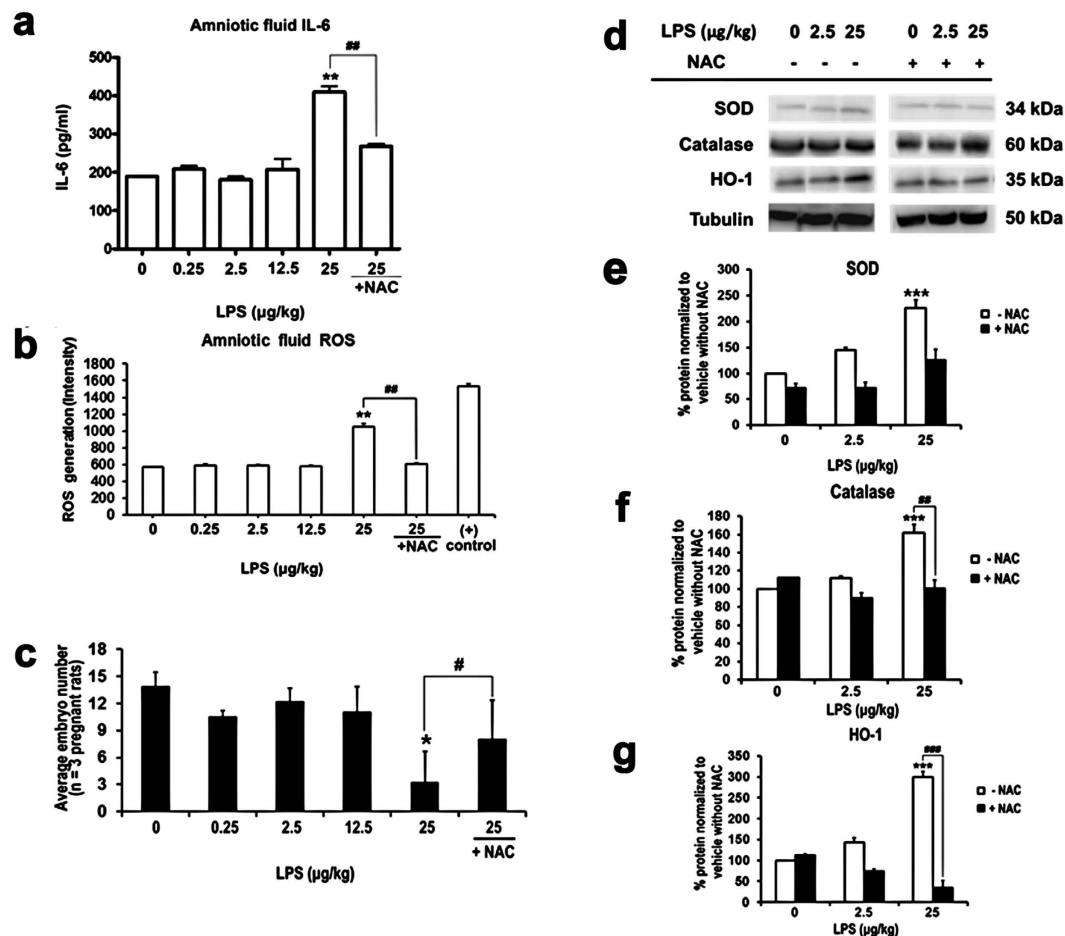 a
Amniotic fluid IL-6
##
**
500
400
300
200
100
0
IL-6 (pg/ml)
0 0.25 2.5 12.5 25 25
+NAC
LPS (µg/kg)
b
Amniotic fluid ROS
##
**
1800
1600
1400
1200
1000
800
600
400
200
0
ROS generation(Intensity)
0 0.25 2.5 12.5 25 25 (+)
+NAC control
LPS (µg/kg)
c
#
*
18
15
12
9
6
3
0
Average embryo number
(n = 3 pregnant rats)
0 0.25 2.5 12.5 25 25
+ NAC
LPS (µg/kg)
d
LPS (µg/kg) 0 2.5 25 0 2.5 25
NAC - - - + + +
SOD 34 kDa
Catalase 60 kDa
HO-1 35 kDa
Tubulin 50 kDa
e
SOD
***
300
250
200
150
100
50
0
% protein normalized to
vehicle without NAC
- NAC
+ NAC
0 2.5 25
LPS (µg/kg)
f
Catalase
##
***
180
160
140
120
100
80
60
40
20
0
% protein normalized to
vehicle without NAC
- NAC
+ NAC
0 2.5 25
LPS (µg/kg)
g
HO-1
###
***
350
300
250
200
150
100
50
0
% protein normalized to
vehicle without NAC
- NAC
+ NAC
0 2.5 25
LPS (µg/kg)